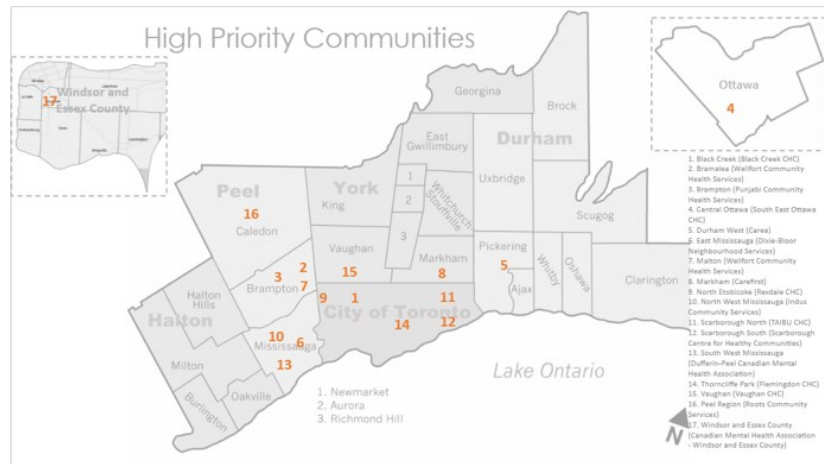 High Priority Communities
Windsor and
Essex County
17
Ottawa
4
Georgina
Brock
East
Gwillimbury
Durham
Peel
York
1
2
3
King
Whitchurch-
Stouffville
Uxbridge
Scugog
16
Caledon
Vaughan
15
Markham
8
Pickering
5
Ajax
Whitby
Oshawa
Clarington
2
3
Brampton
7
9
1
11
City of Toronto
14
12
Halton
Halton
Hills
10
Mississauga
6
13
Milton
Oakville
Burlington
Lake Ontario
1. Newmarket
2. Aurora
3. Richmond Hill
1. Black Creek (Black Creek CHC)
2. Bramalea (Wellfort Community
Health Services)
3. Brampton (Punjabi Community
Health Services)
4. Central Ottawa (South East Ottawa
CHC)
5. Durham West (Carea)
6. East Mississauga (Dixie-Bloor
Neighbourhood Services)
7. Malton (Wellfort Community
Health Services)
8. Markham (Carefirst)
9. North Etobicoke (Rexdale CHC)
10. North West Mississauga (Indus
Community Services)
11. Scarborough North (TAIBU CHC)
12. Scarborough South (Scarborough
Centre for Healthy Communities)
13. South West Mississauga
(Dufferin-Peel Canadian Mental
Health Association)
14. Thorncliffe Park (Flemingdon CHC)
15. Vaughan (Vaughan CHC)
16. Peel Region (Roots Community
Services)
17. Windsor and Essex County
(Canadian Mental Health Association
- Windsor and Essex County)
N